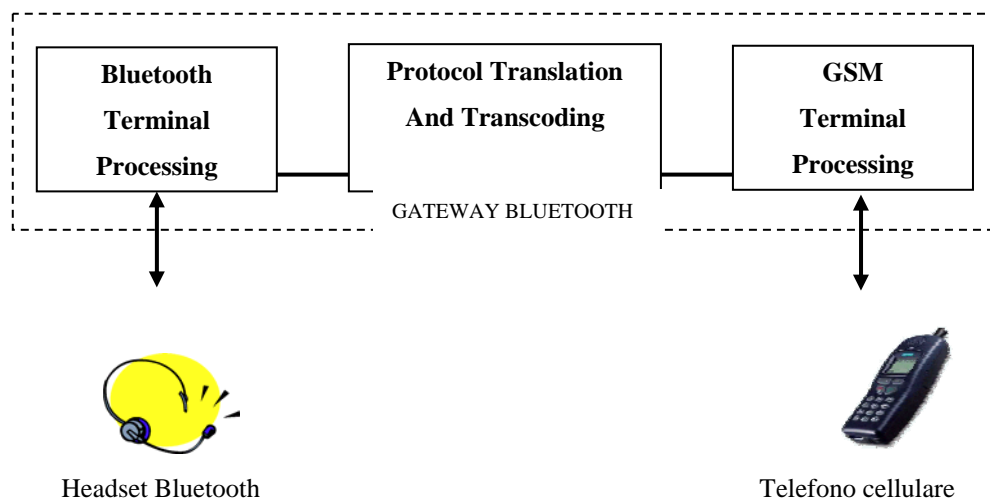 Bluetooth
Terminal
Processing
Protocol Translation
And Transcoding
GSM
Terminal
Processing
GATEWAY BLUETOOTH
Headset Bluetooth
Telefono cellulare